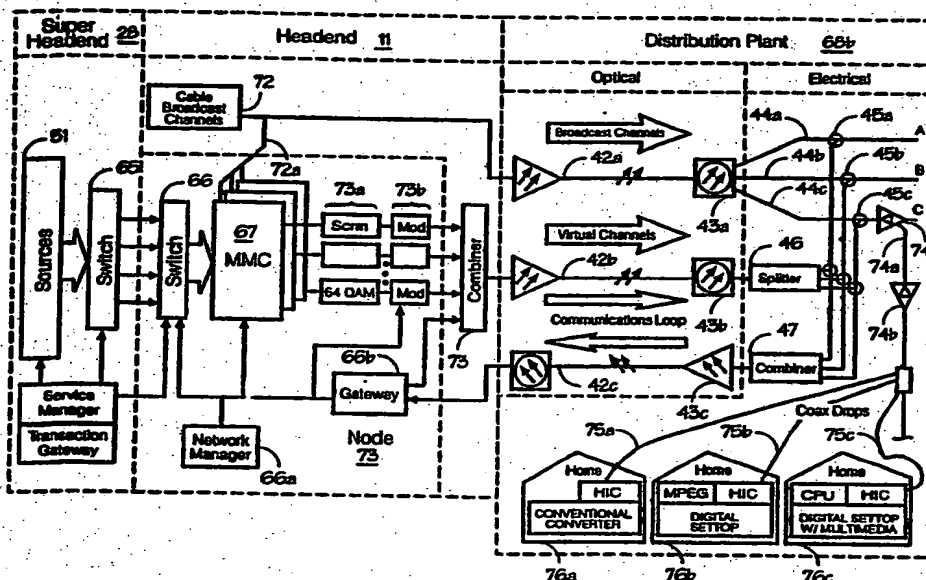 Super
Headend 28
Headend 11
Distribution Plant 68b
Optical
Electrical
Cable
Broadcast
Channels
72
72a
51
Sources
65
Switch
66
Switch
67
MMC
73a
73b
Scrm
Mod
64 QAM
Mod
Combiner
73
66b
Gateway
Node
73
Network
Manager
66a
Service
Manager
Transaction
Gateway
Broadcast Channels
42a
43a
Virtual Channels
42b
43b
Communications Loop
42c
43c
44a
44b
44c
45a
45b
45c
A
B
C
46
Splitter
47
Combiner
74
74a
74b
Coax Drops
75a
75b
75c
Home
HIC
CONVENTIONAL
CONVERTER
76a
Home
MPEG
HIC
DIGITAL
SETTOP
76b
Home
CPU
HIC
DIGITAL SETTOP
W/ MULTIMEDIA
76c